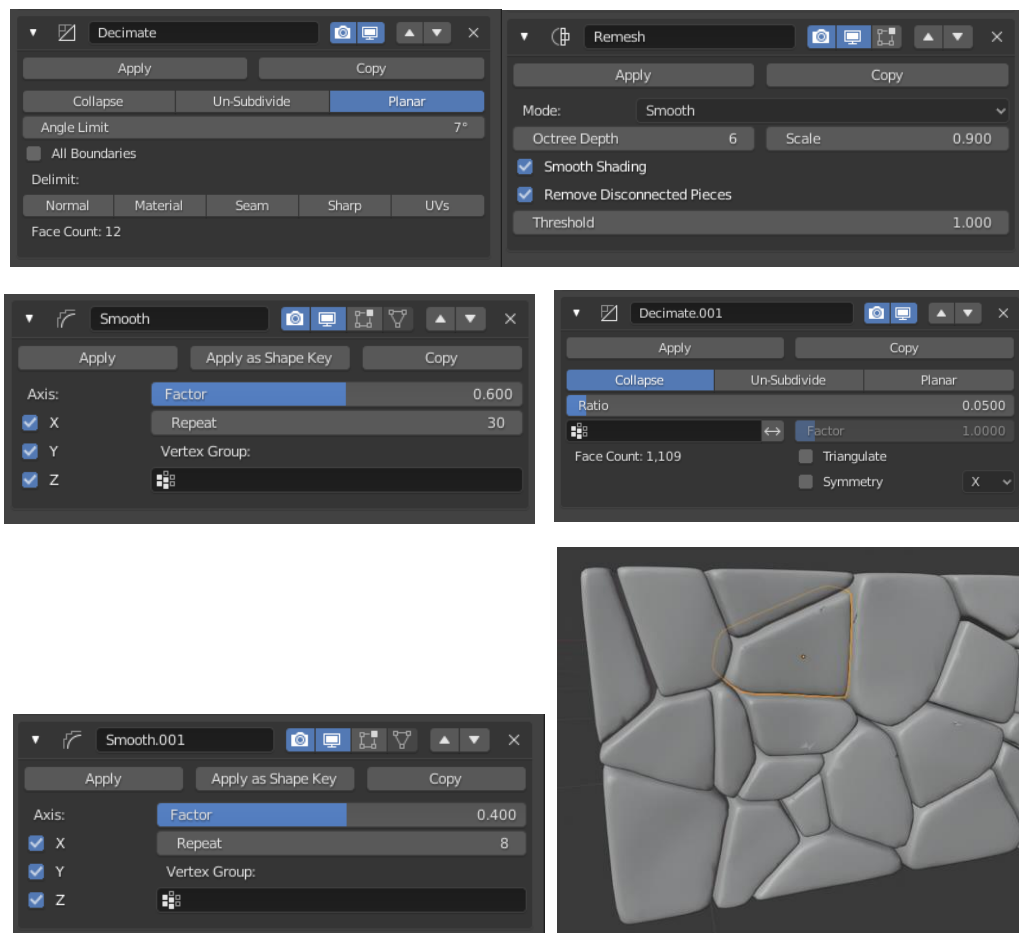 Decimate
Apply Copy
Collapse Un-Subdivide Planar
Angle Limit 7°
All Boundaries
Delimit:
Normal Material Seam Sharp UVs
Face Count: 12
Remesh
Apply Copy
Mode: Smooth
Octree Depth 6 Scale 0.900
Smooth Shading
Remove Disconnected Pieces
Threshold 1.000
Smooth
Apply Apply as Shape Key Copy
Axis: Factor 0.600
X Repeat 30
Y Vertex Group:
Z
Decimate.001
Apply Copy
Collapse Un-Subdivide Planar
Ratio 0.0500
Factor 1.0000
Face Count: 1,109 Triangulate
Symmetry X
Smooth.001
Apply Apply as Shape Key Copy
Axis: Factor 0.400
X Repeat 8
Y Vertex Group:
Z